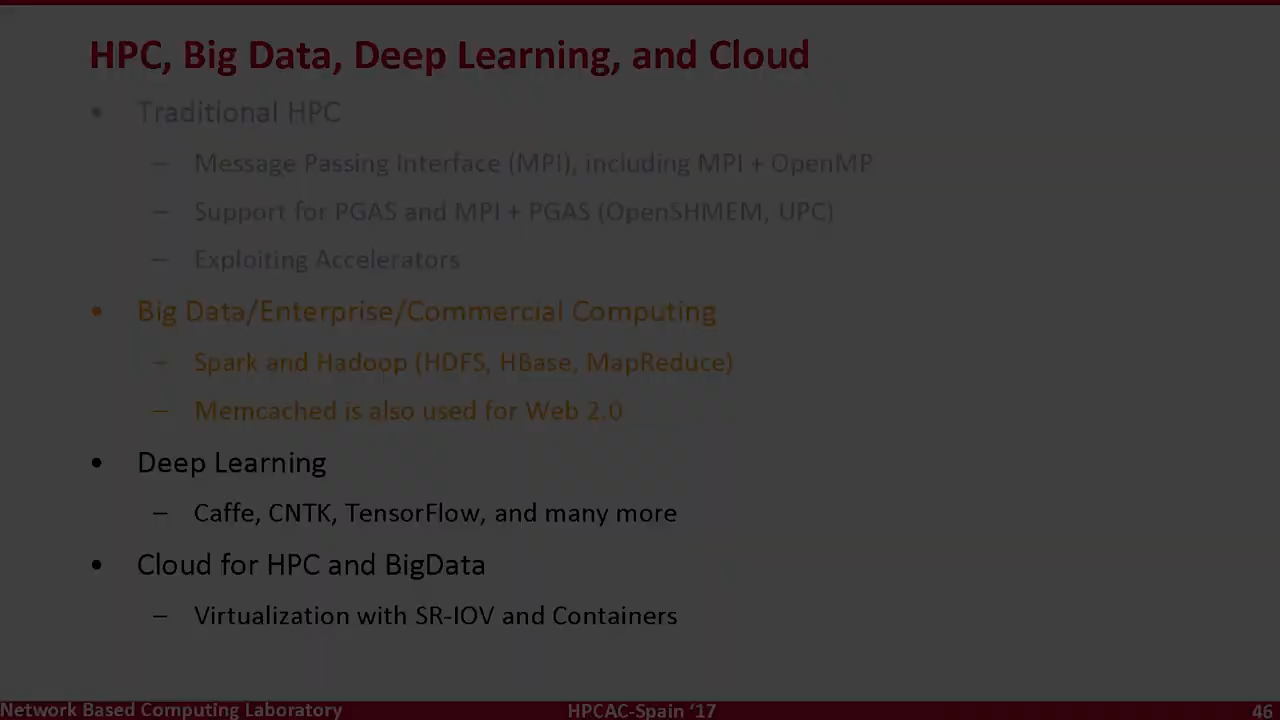 HPC, Big Data, Deep Learning, and Cloud
• Traditional HPC
– Message Passing Interface (MPI), including MPI + OpenMP
– Support for PGAS and MPI + PGAS (OpenSHMEM, UPC)
– Exploiting Accelerators
• Big Data/Enterprise/Commercial Computing
– Spark and Hadoop (HDFS, HBase, MapReduce)
– Memcached is also used for Web 2.0
• Deep Learning
– Caffe, CNTK, TensorFlow, and many more
• Cloud for HPC and BigData
– Virtualization with SR-IOV and Containers
Network Based Computing Laboratory
HPCAC-Spain ‘17
46